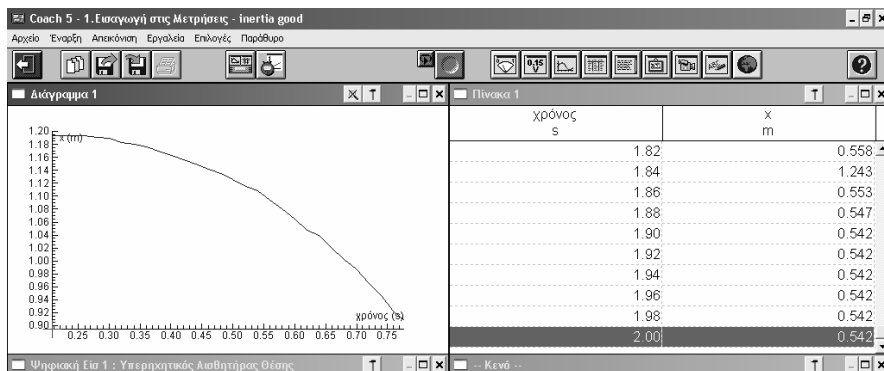 Coach 5 - 1.Εισαγωγή στις Μετρήσεις - inertia good
Αρχείο Έναρξη Απεικόνιση Εργαλεία Επιλογές Παράθυρο
0.15
Διάγραμμα 1
x (m)
1.20
1.18
1.16
1.14
1.12
1.10
1.08
1.06
1.04
1.02
1.00
0.98
0.96
0.94
0.92
0.90
χρόνος (s)
0.25 0.30 0.35 0.40 0.45 0.50 0.55 0.60 0.65 0.70 0.75
Πίνακα 1
χρόνος x
s m
1.82 0.558
1.84 1.243
1.86 0.553
1.88 0.547
1.90 0.542
1.92 0.542
1.94 0.542
1.96 0.542
1.98 0.542
2.00 0.542
Ψηφιακή Είσ 1 : Υπερηχητικός Αισθητήρας Θέσης
-- Κενό --